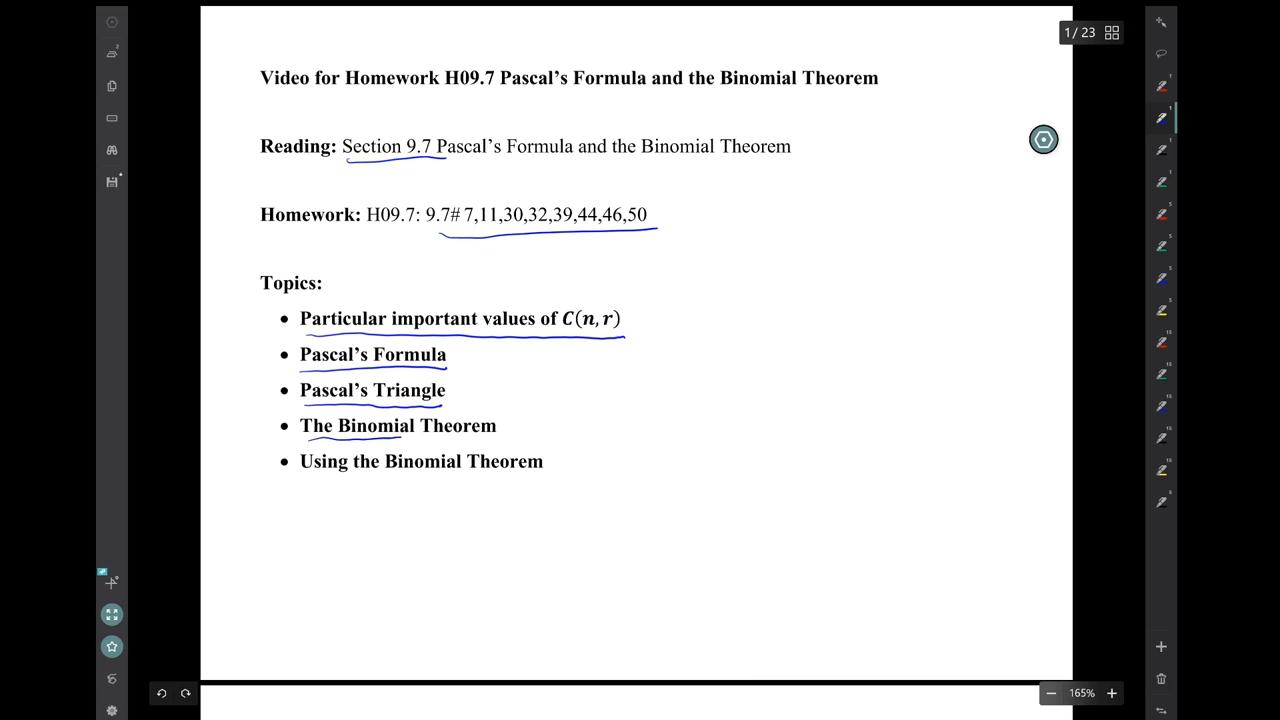 1/ 23
Video for Homework H09.7 Pascal’s Formula and the Binomial Theorem
Reading: Section 9.7 Pascal’s Formula and the Binomial Theorem
Homework: H09.7: 9.7# 7,11,30,32,39,44,46,50
Topics:
• Particular important values of C(n, r)
• Pascal’s Formula
• Pascal’s Triangle
• The Binomial Theorem
• Using the Binomial Theorem
165%